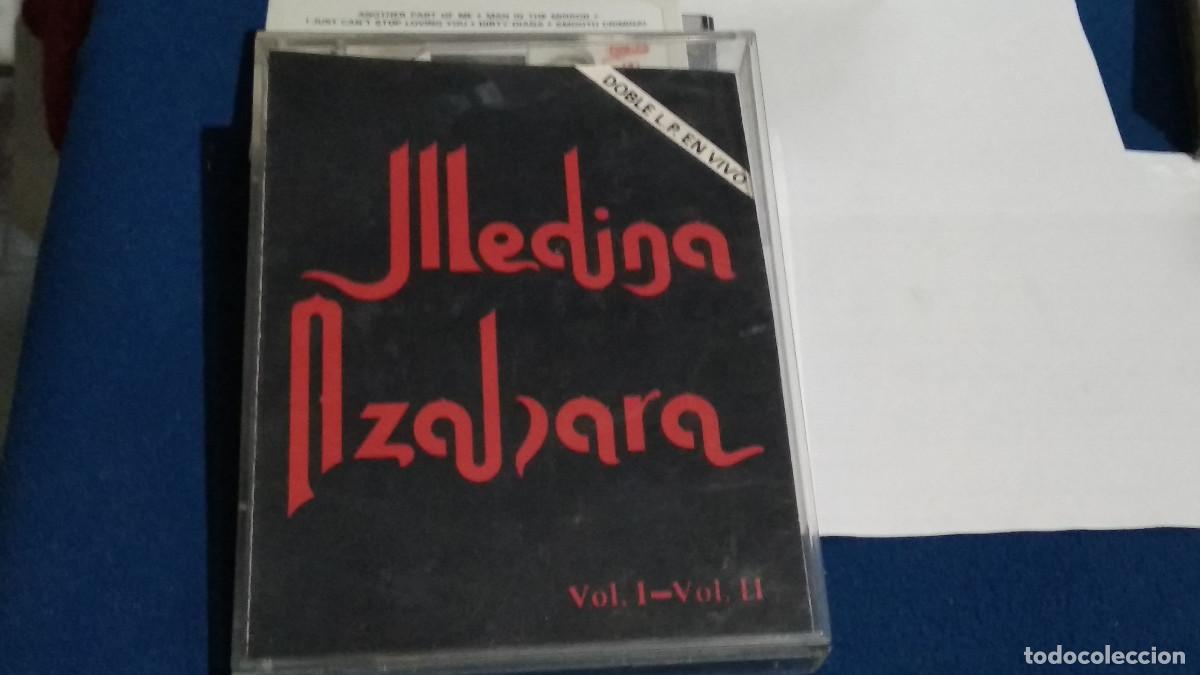 ANOTHER PART OF ME • MAN IN THE MIRROR •
I JUST CAN'T STOP LOVING YOU • DIRTY DIANA • SMOOTH CRIMINAL
DOBLE L.P. EN VIVO
Medina
Azahara
Vol. I—Vol. II
todocoleccion